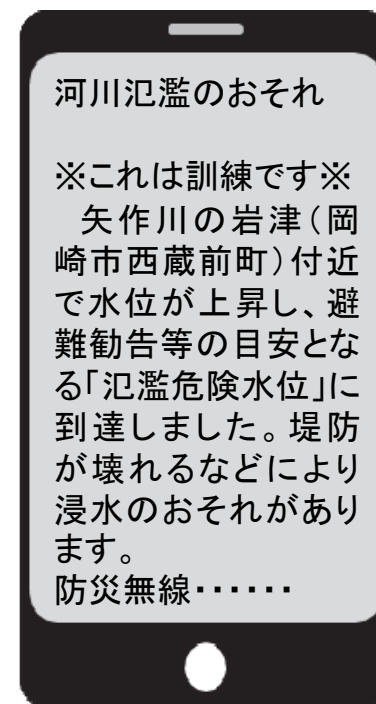 河川氾濫のおそれ
※これは訓練です※
　矢作川の岩津(岡
崎市西蔵前町)付近
で水位が上昇し、避
難勧告等の目安とな
る「氾濫危険水位」に
到達しました。堤防
が壊れるなどにより
浸水のおそれがあり
ます。
防災無線・・・・・・